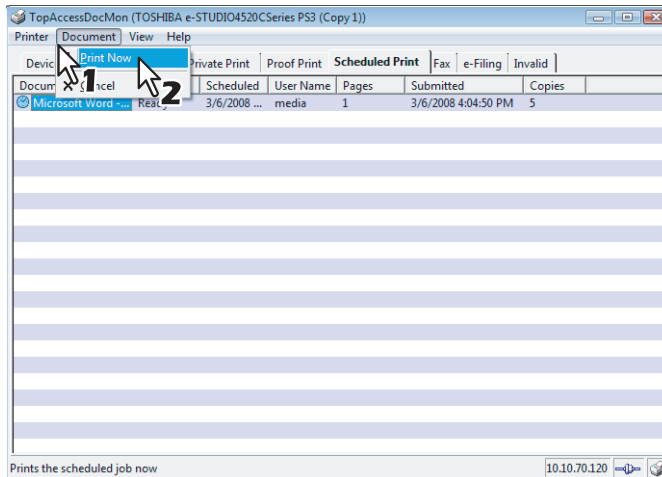 TopAccessDocMon (TOSHIBA e-STUDIO4520CSeries PS3 (Copy 1))
Printer Document View Help
Print Now
Private Print Proof Print Scheduled Print Fax e-Filing Invalid
Scheduled User Name Pages Submitted Copies
Microsoft Word -... 3/6/2008 ... media 1 3/6/2008 4:04:50 PM 5
1
2
Prints the scheduled job now 10.10.70.120